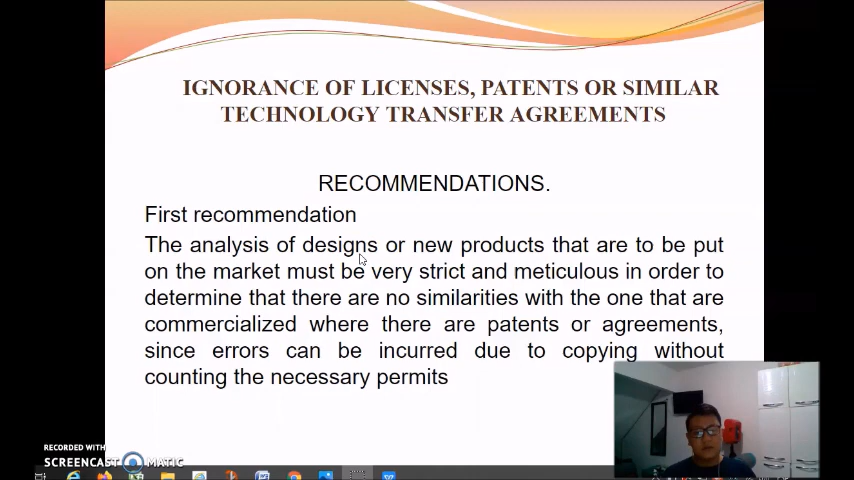 IGNORANCE OF LICENSES, PATENTS OR SIMILAR
TECHNOLOGY TRANSFER AGREEMENTS
RECOMMENDATIONS.
First recommendation
The analysis of designs or new products that are to be put
on the market must be very strict and meticulous in order to
determine that there are no similarities with the one that are
commercialized where there are patents or agreements,
since errors can be incurred due to copying without
counting the necessary permits
RECORDED WITH
SCREENCAST MATIC